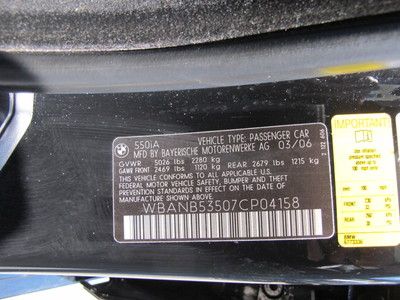 550iA VEHICLE TYPE: PASSENGER CAR
MFD BY BAYERISCHE MOTORENWERKE AG 03/06
GVWR 5026 lbs 2280 kg
GAWR FRONT 2469 lbs 1120 kg REAR 2679 lbs 1215 kg
THIS VEHICLE CONFORMS TO ALL APPLICABLE
U.S. FEDERAL MOTOR VEHICLE SAFETY, BUMPER,
AND THEFT PREVENTION STANDARDS IN EFFECT
ON THE DATE OF MANUFACTURE SHOWN ABOVE.
WBANB53507CP04158
IMPORTANT